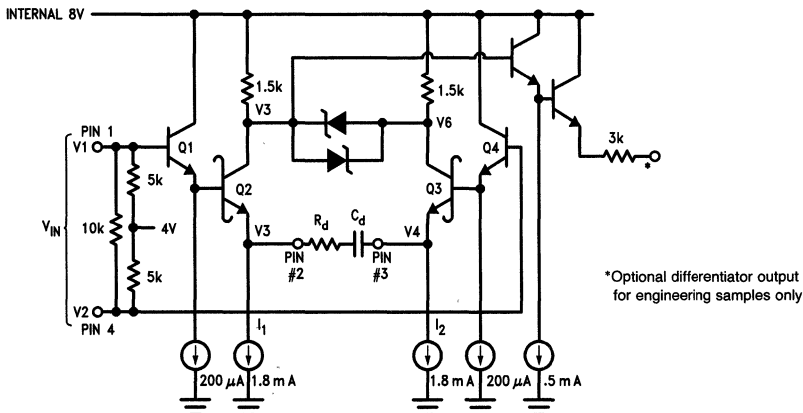 INTERNAL 8V
1.5k
1.5k
V3
V6
3k
*
PIN 1
V1
Q1
Q4
5k
Q2
Q3
VIN
10k
4V
Rd
Cd
V3
V4
PIN
#2
PIN
#3
5k
*Optional differentiator output
for engineering samples only
V2
PIN 4
I1
I2
200 μA
1.8 mA
1.8 mA
200 μA
.5 mA